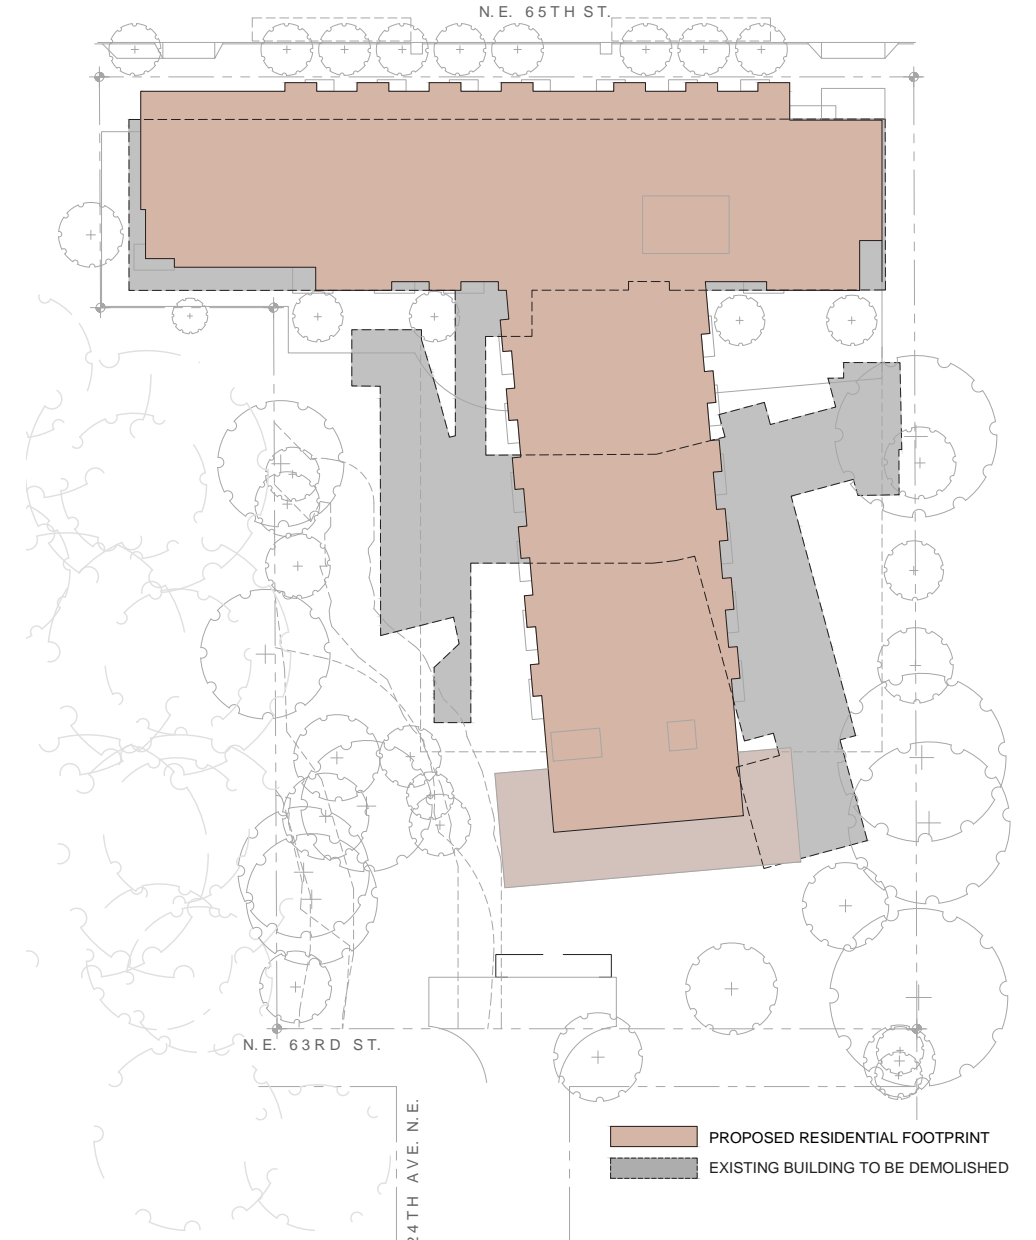 N.E. 65TH ST.
N.E. 63RD ST.
24TH AVE. N.E.
PROPOSED RESIDENTIAL FOOTPRINT
EXISTING BUILDING TO BE DEMOLISHED